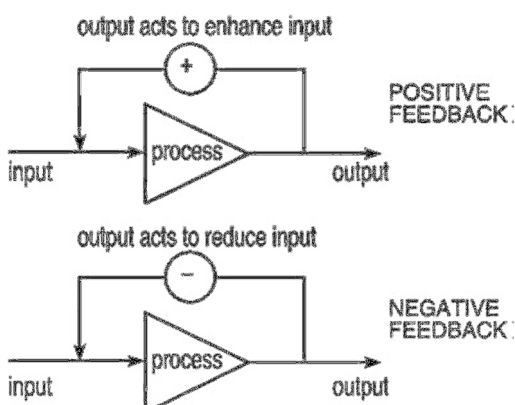 output acts to enhance input
+
POSITIVE
FEEDBACK:
process
input
output
output acts to reduce input
−
NEGATIVE
FEEDBACK:
process
input
output